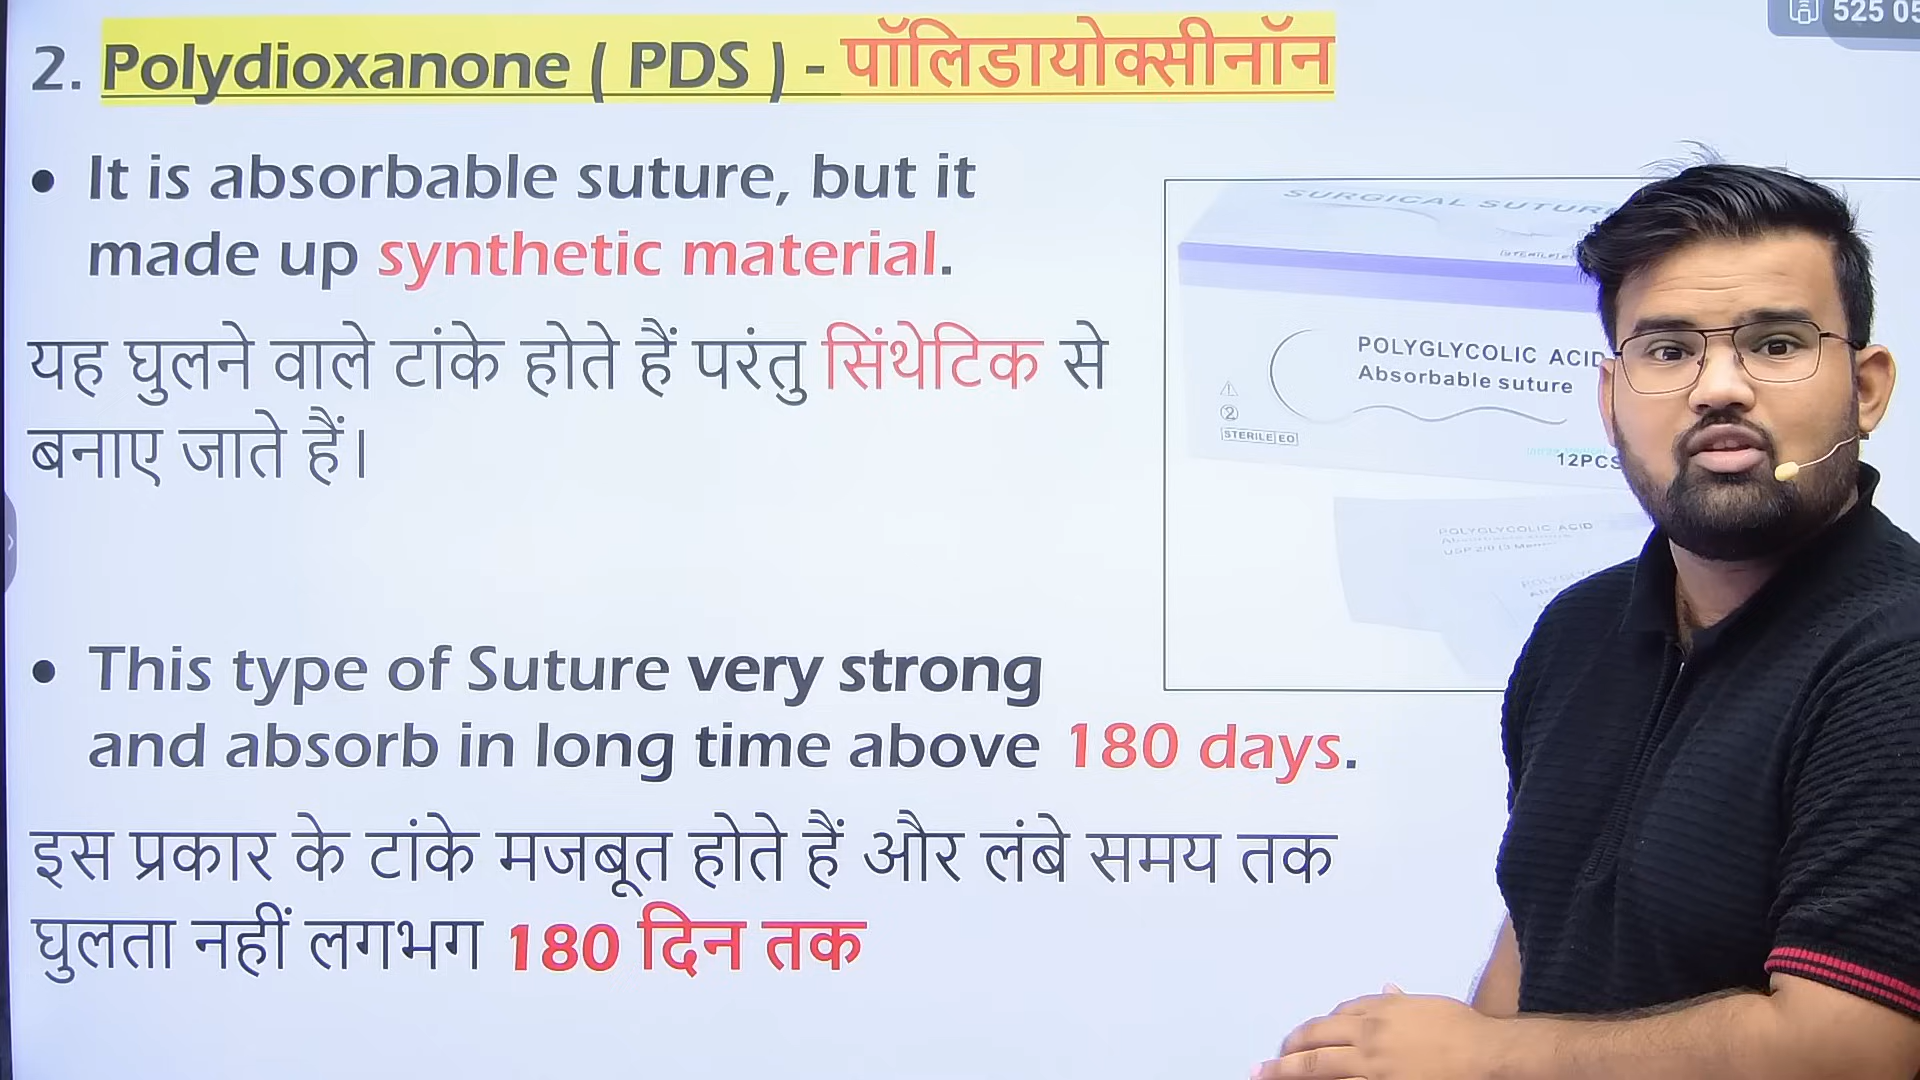 525 05
2. Polydioxanone ( PDS ) - पॉलिडायोक्सीनॉन
• It is absorbable suture, but it
made up synthetic material.
यह घुलने वाले टांके होते हैं परंतु सिंथेटिक से
बनाए जाते हैं।
• This type of Suture very strong
and absorb in long time above 180 days.
इस प्रकार के टांके मजबूत होते हैं और लंबे समय तक
घुलता नहीं लगभग 180 दिन तक
SURGICAL SUTURE
POLYGLYCOLIC ACID
Absorbable suture
2
STERILE EO
12PCS
POLYGLYCOLIC ACID